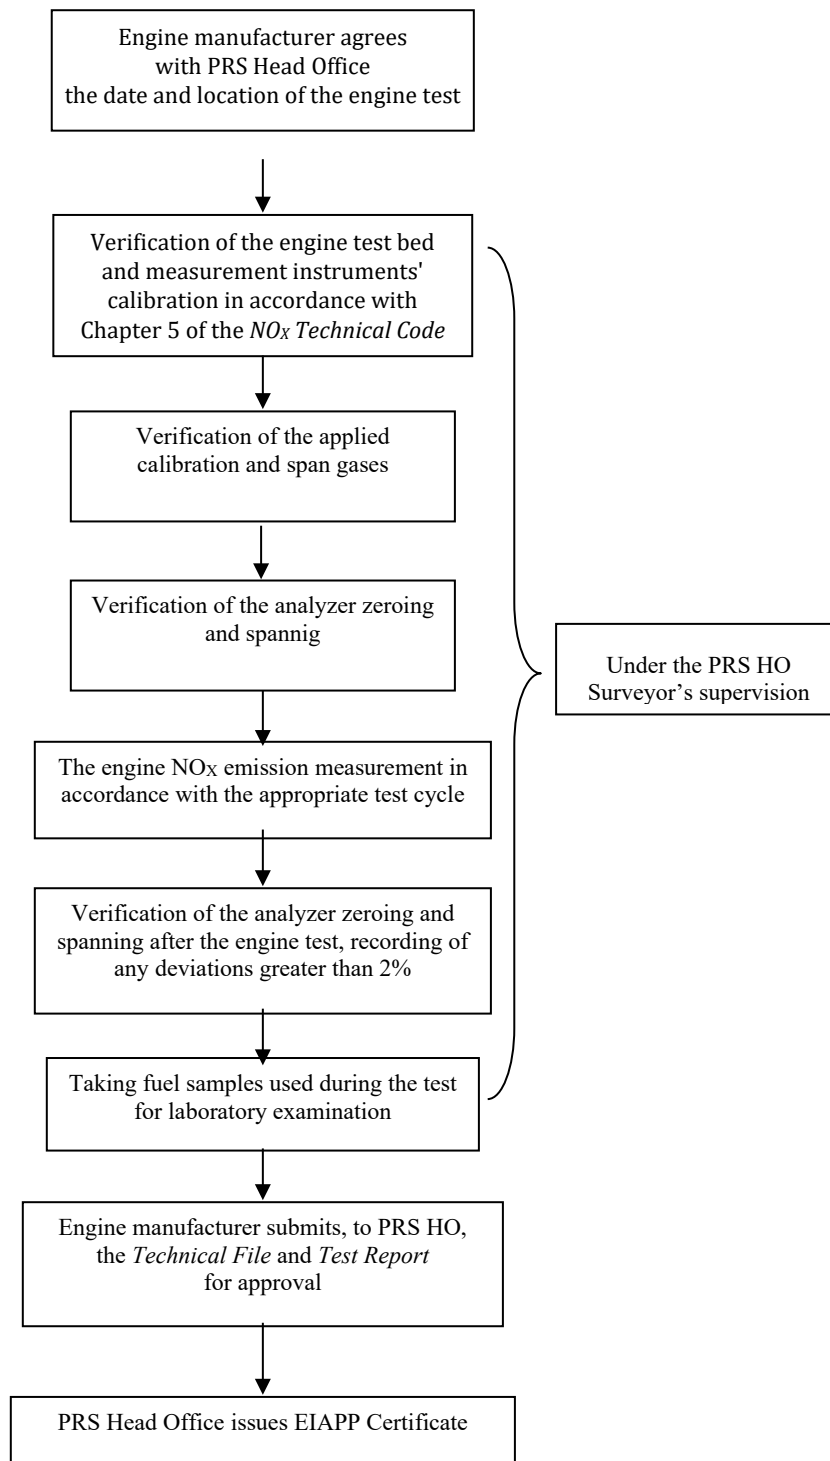 Engine manufacturer agrees
with PRS Head Office
the date and location of the engine test
Verification of the engine test bed
and measurement instruments'
calibration in accordance with
Chapter 5 of the NOX Technical Code
Verification of the applied
calibration and span gases
Verification of the analyzer zeroing
and spannig
Under the PRS HO
Surveyor's supervision
The engine NOX emission measurement in
accordance with the appropriate test cycle
Verification of the analyzer zeroing and
spanning after the engine test, recording of
any deviations greater than 2%
Taking fuel samples used during the test
for laboratory examination
Engine manufacturer submits, to PRS HO,
the Technical File and Test Report
for approval
PRS Head Office issues EIAPP Certificate